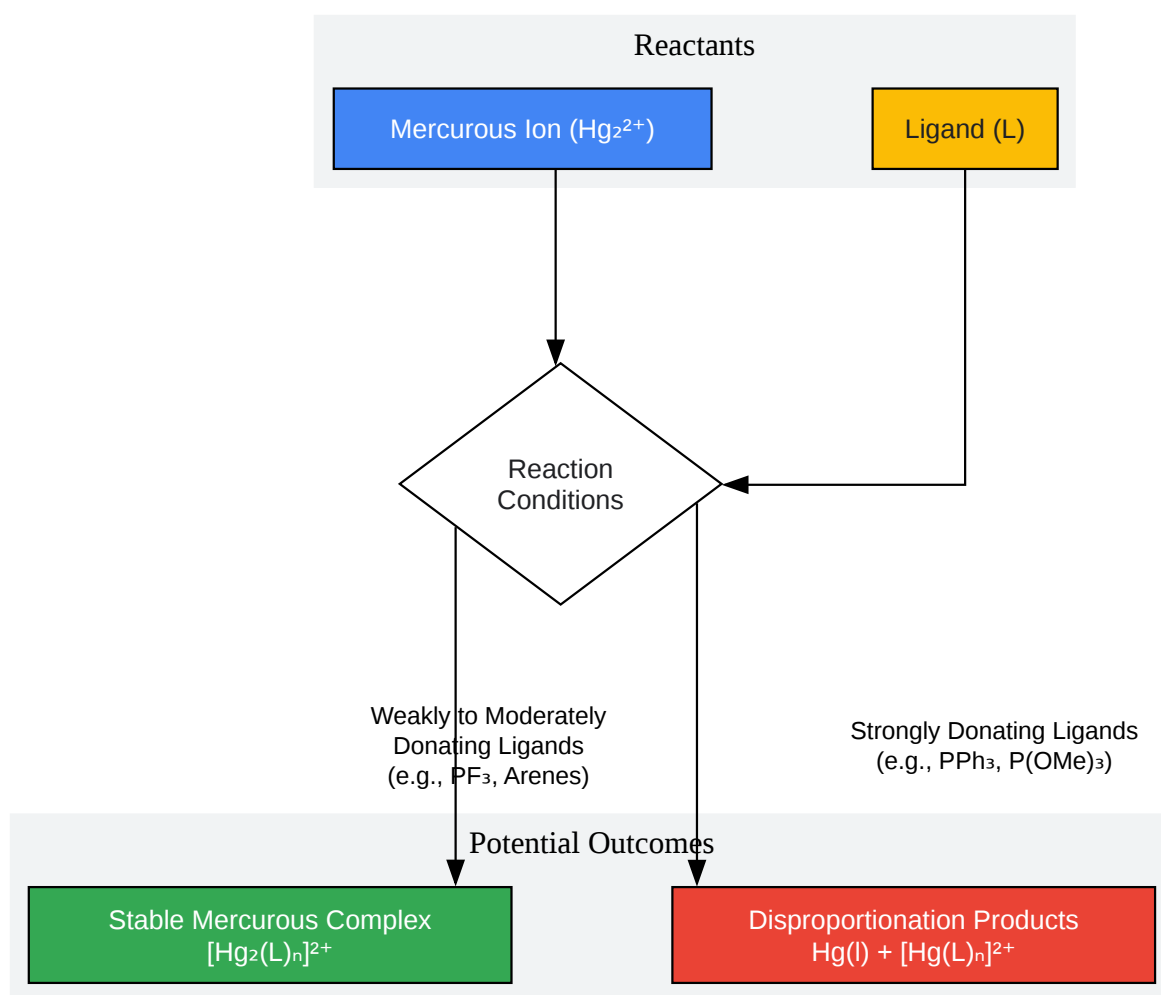 Reactants
Mercurous Ion (Hg₂²⁺)
Ligand (L)
Reaction
Conditions
Weakly to Moderately
Donating Ligands
(e.g., PF₃, Arenes)
Strongly Donating Ligands
(e.g., PPh₃, P(OMe)₃)
Potential Outcomes
Stable Mercurous Complex
[Hg₂(L)ₙ]²⁺
Disproportionation Products
Hg(l) + [Hg(L)ₙ]²⁺